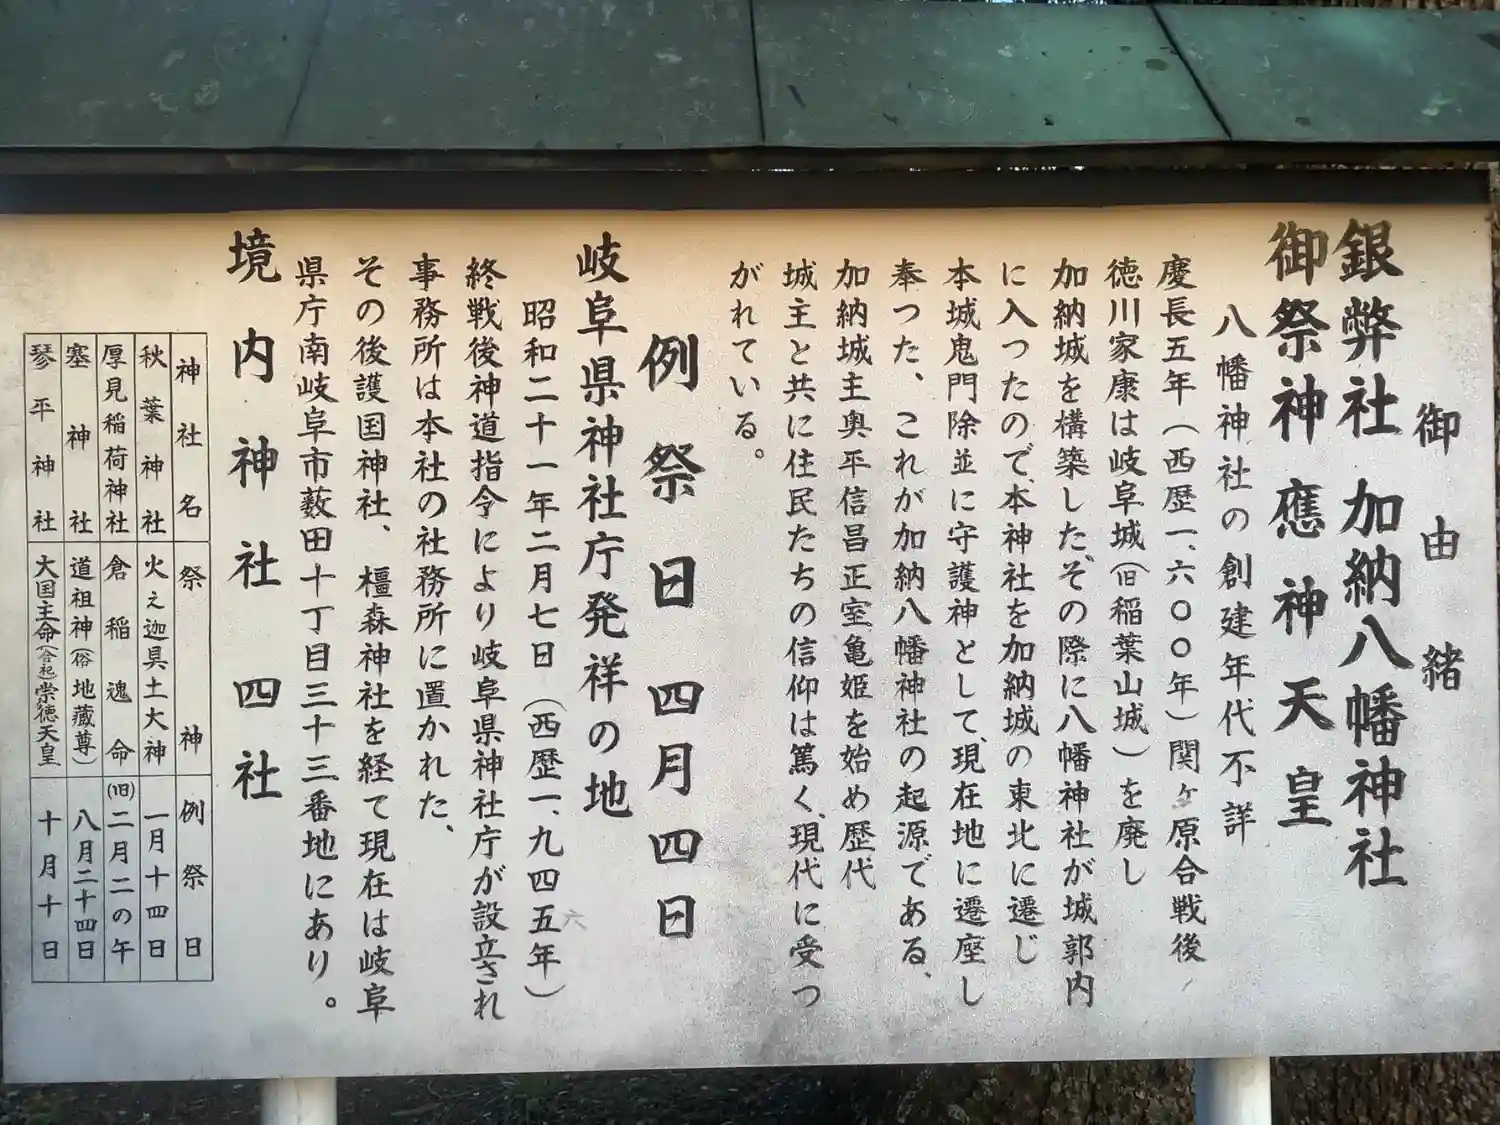 御由緒
銀弊社 加納八幡神社
御祭神 應神天皇
八幡神社の創建年代不詳
慶長五年(西歴一、六〇〇年)関ヶ原合戦後
徳川家康は岐阜城(旧稲葉山城)を廃し
加納城を構築した。その際に八幡神社が城郭内
に入つたので、本神社を加納城の東北に遷じ
本城鬼門除並に守護神として、現在地に遷座し
奉つた、これが加納八幡神社の起源である、
加納城主奥平信昌正室亀姫を始め歴代
城主と共に住民たちの信仰は篤く、現代に受つ
がれている。
例祭日 四月四日
岐阜県神社庁発祥の地
昭和二十一年二月七日(西歴一、九四五年)
六
終戦後神道指令により岐阜県神社庁が設立され
事務所は本社の社務所に置かれた、
その後護国神社、橿森神社を経て現在は岐阜
県庁南岐阜市薮田十丁目三十三番地にあり。
境内神社 四社
神社名 祭神 例祭日
秋葉神社 火之迦具土大神 一月十四日
厚見稲荷神社 倉稲魂命 (旧)二月二の午
塞神社 道祖神(俗地蔵尊) 八月二十四日
琴平神社 大国主命(合起)崇徳天皇 十月十日